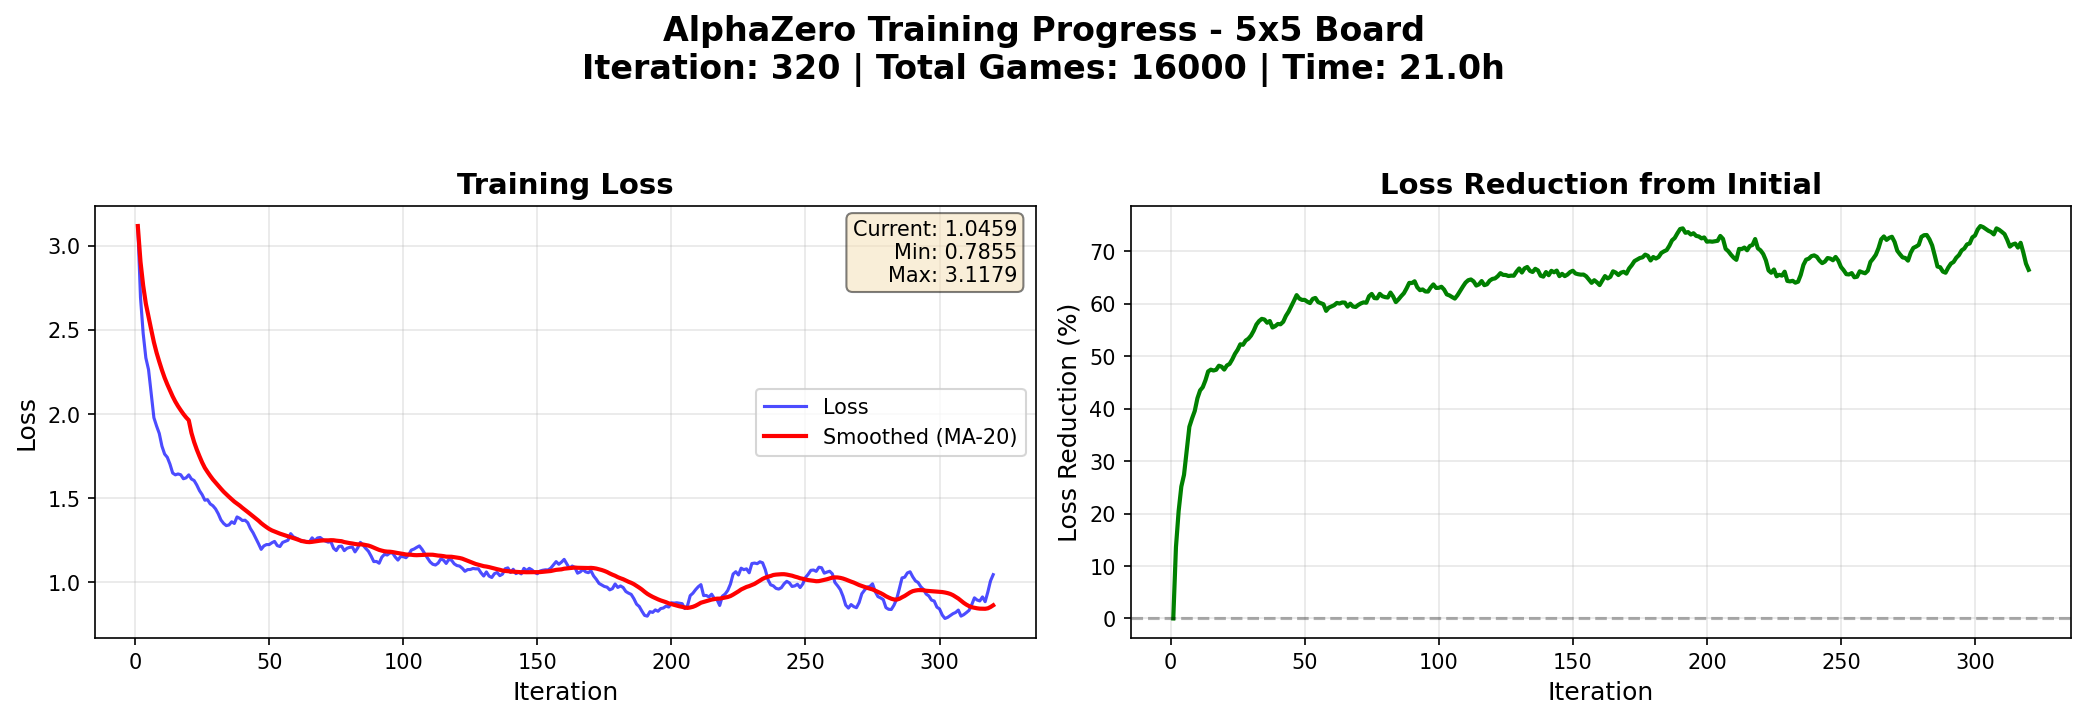 AlphaZero Training Progress - 5x5 Board
Iteration: 320 | Total Games: 16000 | Time: 21.0h
Training Loss
Current: 1.0459
Min: 0.7855
Max: 3.1179
Loss
Smoothed (MA-20)
Loss
3.0
2.5
2.0
1.5
1.0
0
50
100
150
200
250
300
Iteration
Loss Reduction from Initial
Loss Reduction (%)
70
60
50
40
30
20
10
0
0
50
100
150
200
250
300
Iteration